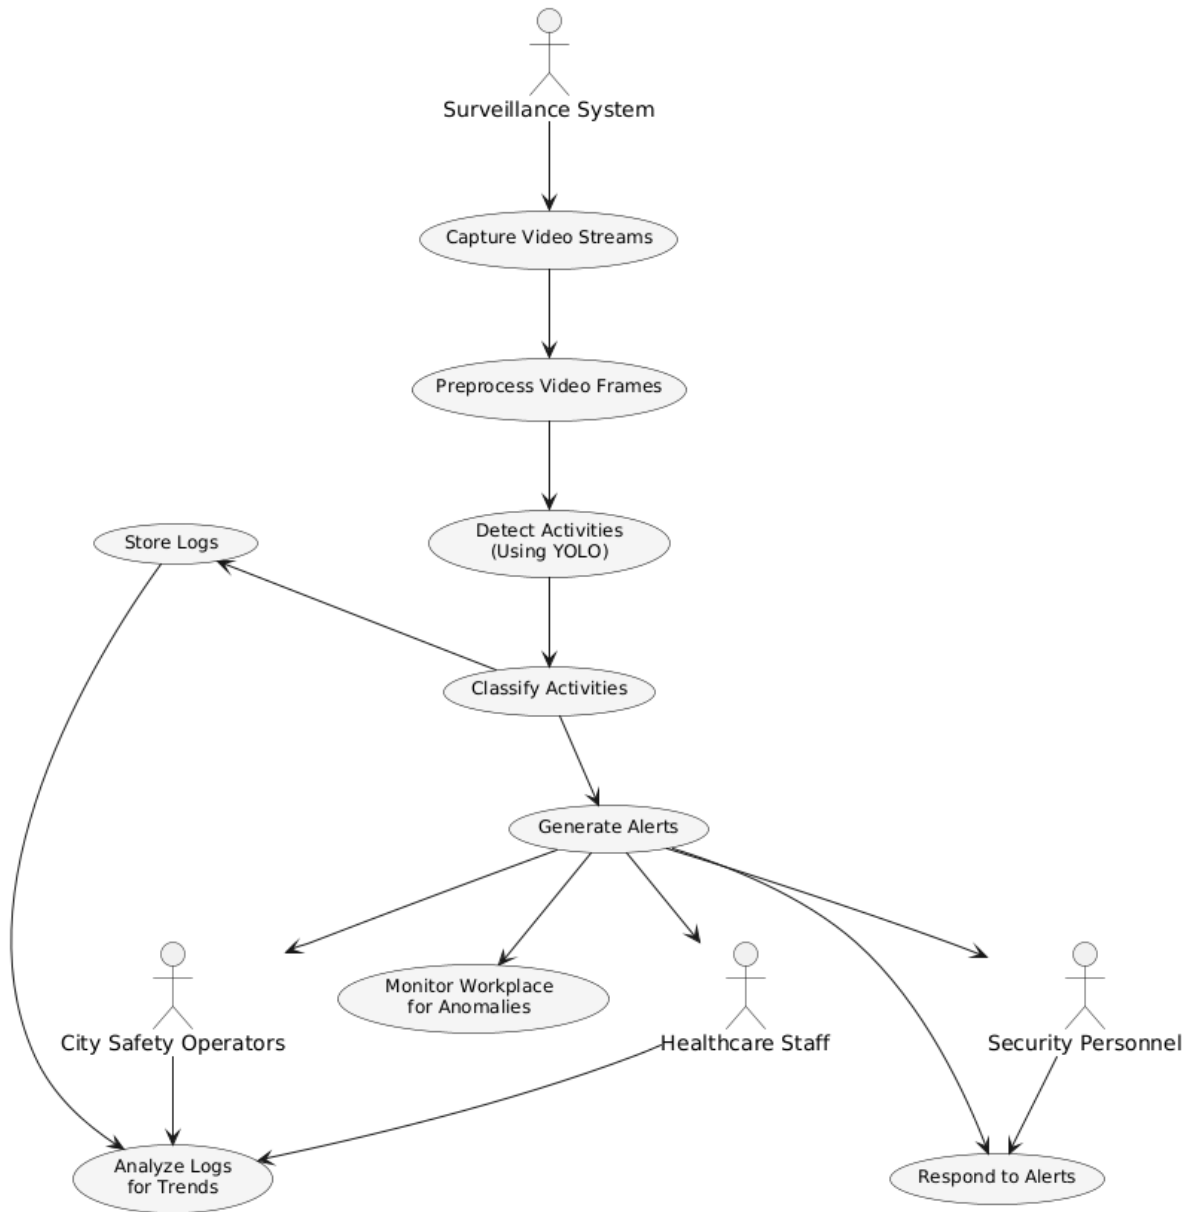 Surveillance System
Capture Video Streams
Preprocess Video Frames
Detect Activities
(Using YOLO)
Store Logs
Classify Activities
Generate Alerts
Monitor Workplace
for Anomalies
City Safety Operators
Healthcare Staff
Security Personnel
Analyze Logs
for Trends
Respond to Alerts